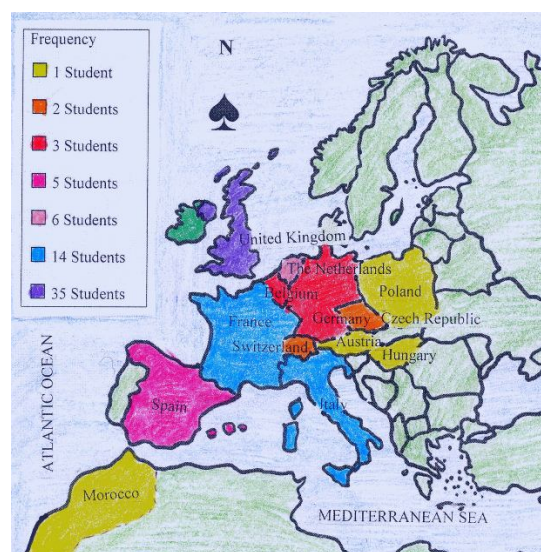 Frequency
1 Student
2 Students
3 Students
5 Students
6 Students
14 Students
35 Students
N
United Kingdom
The Netherlands
Belgium
Poland
Germany
Czech Republic
France
Austria
Switzerland
Hungary
Spain
Italy
ATLANTIC OCEAN
Morocco
MEDITERRANEAN SEA